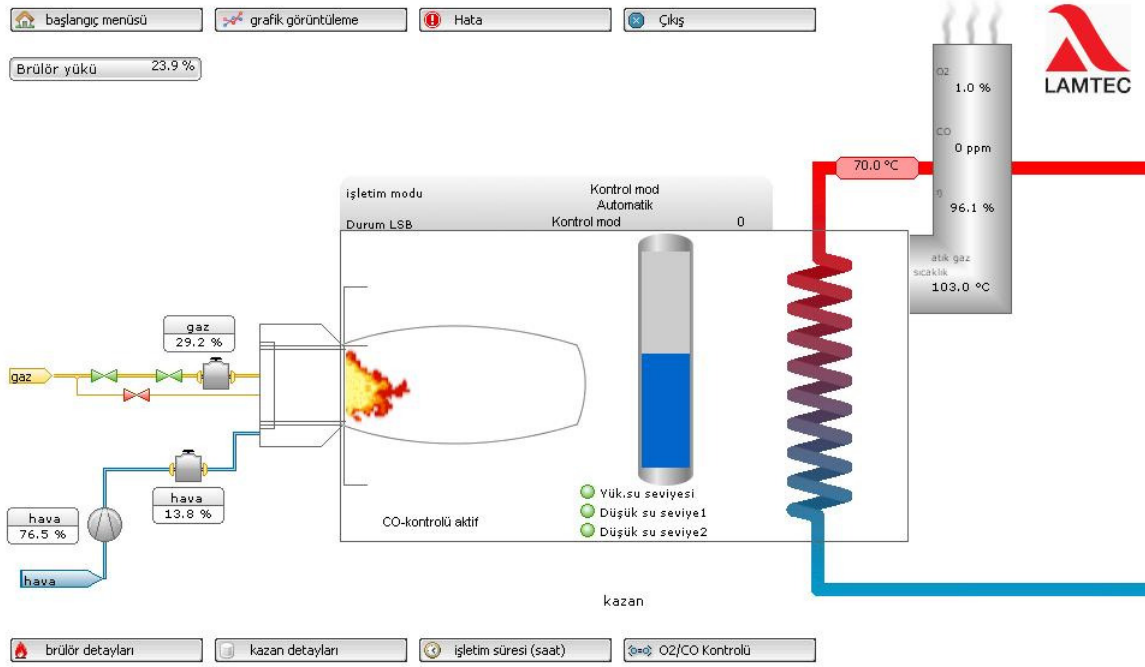 başlangıç menüsü
grafik görüntüleme
Hata
Çıkış
Brülör yükü 23.9 %
LAMTEC
O2
1.0 %
CO
0 ppm
70.0 °C
η
96.1 %
atık gaz
sıcaklık
103.0 °C
işletim modu
Kontrol mod
Automatik
Durum LSB
Kontrol mod 0
gaz
29.2 %
gaz
hava
13.8 %
hava
76.5 %
hava
CO-kontrolü aktif
Yük.su seviyesi
Düşük su seviye1
Düşük su seviye2
kazan
brülör detayları
kazan detayları
işletim süresi (saat)
O2/CO Kontrolü